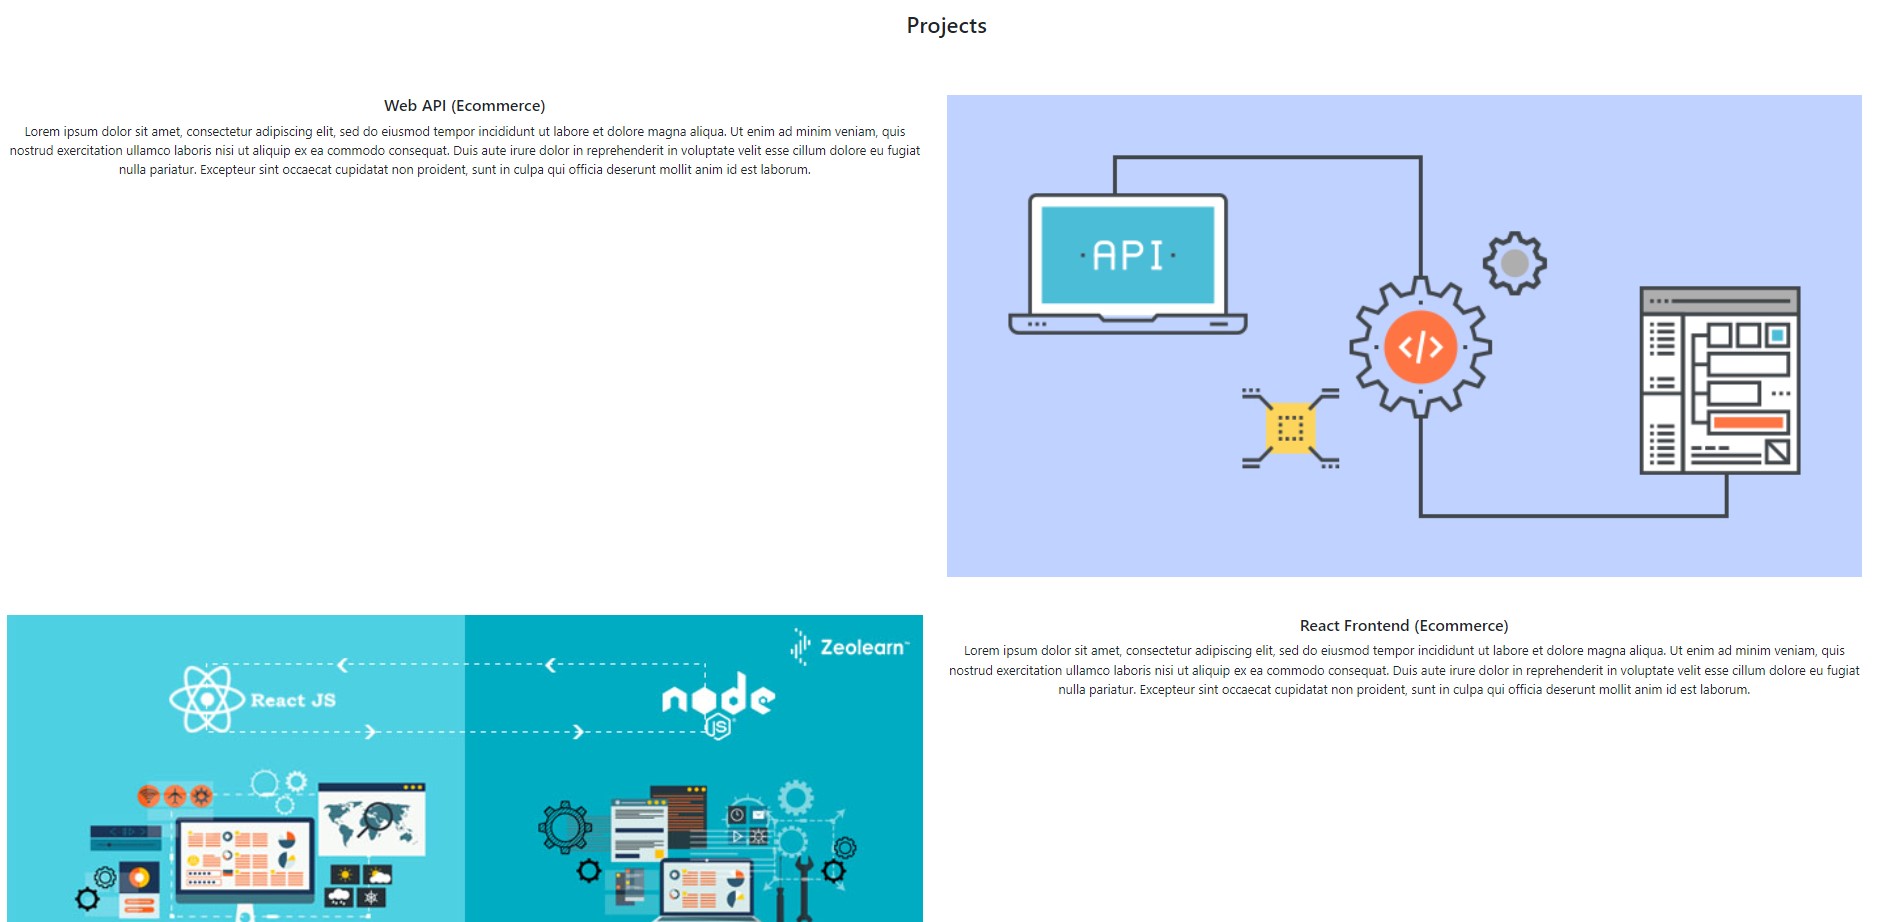 Projects
Web API (Ecommerce)
Lorem ipsum dolor sit amet, consectetur adipiscing elit, sed do eiusmod tempor incididunt ut labore et dolore magna aliqua. Ut enim ad minim veniam, quis
nostrud exercitation ullamco laboris nisi ut aliquip ex ea commodo consequat. Duis aute irure dolor in reprehenderit in voluptate velit esse cillum dolore eu fugiat
nulla pariatur. Excepteur sint occaecat cupidatat non proident, sunt in culpa qui officia deserunt mollit anim id est laborum.
·API·
</>
Zeolearn™
React JS
node
JS
React Frontend (Ecommerce)
Lorem ipsum dolor sit amet, consectetur adipiscing elit, sed do eiusmod tempor incididunt ut labore et dolore magna aliqua. Ut enim ad minim veniam, quis
nostrud exercitation ullamco laboris nisi ut aliquip ex ea commodo consequat. Duis aute irure dolor in reprehenderit in voluptate velit esse cillum dolore eu fugiat
nulla pariatur. Excepteur sint occaecat cupidatat non proident, sunt in culpa qui officia deserunt mollit anim id est laborum.